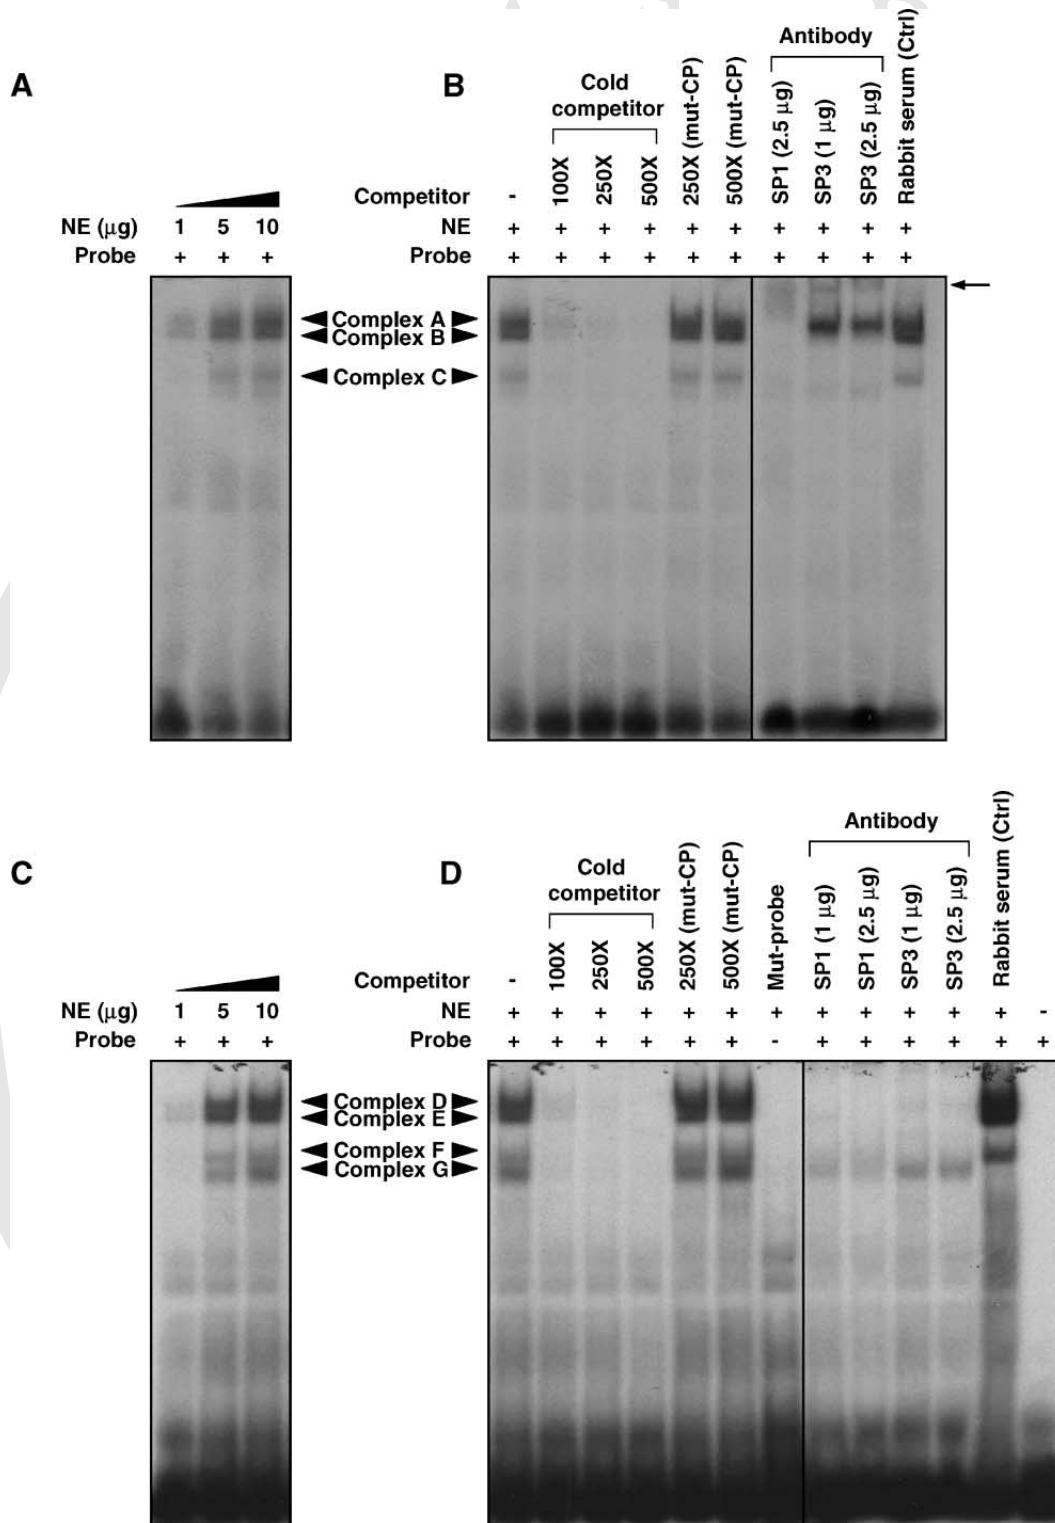 A
NE (μg) 1 5 10
Probe + + +
B
Cold
competitor
Antibody
Competitor - 100X 250X 500X 250X (mut-CP) 500X (mut-CP) SP1 (2.5 μg) SP3 (1 μg) SP3 (2.5 μg) Rabbit serum (Ctrl)
NE + + + + + + + + + +
Probe + + + + + + + + + +
Complex A
Complex B
Complex C
C
NE (μg) 1 5 10
Probe + + +
D
Cold
competitor
Antibody
Competitor - 100X 250X 500X 250X (mut-CP) 500X (mut-CP) Mut-probe SP1 (1 μg) SP1 (2.5 μg) SP3 (1 μg) SP3 (2.5 μg) Rabbit serum (Ctrl)
NE + + + + + + + + + + + + -
Probe + + + + + + - + + + + + +
Complex D
Complex E
Complex F
Complex G